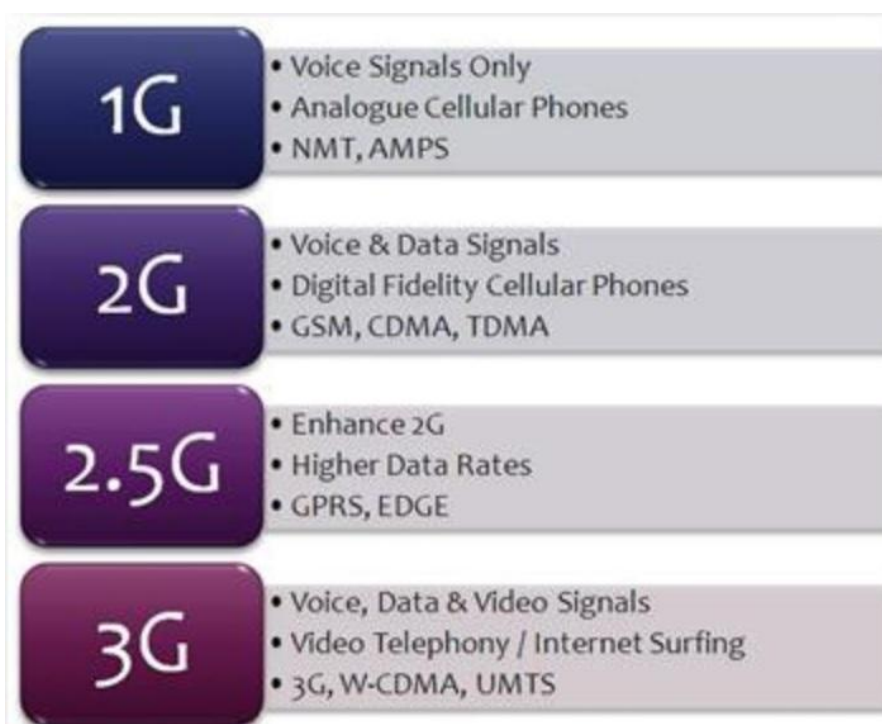 1G
• Voice Signals Only
• Analogue Cellular Phones
• NMT, AMPS
2G
• Voice & Data Signals
• Digital Fidelity Cellular Phones
• GSM, CDMA, TDMA
2.5G
• Enhance 2G
• Higher Data Rates
• GPRS, EDGE
3G
• Voice, Data & Video Signals
• Video Telephony / Internet Surfing
• 3G, W-CDMA, UMTS